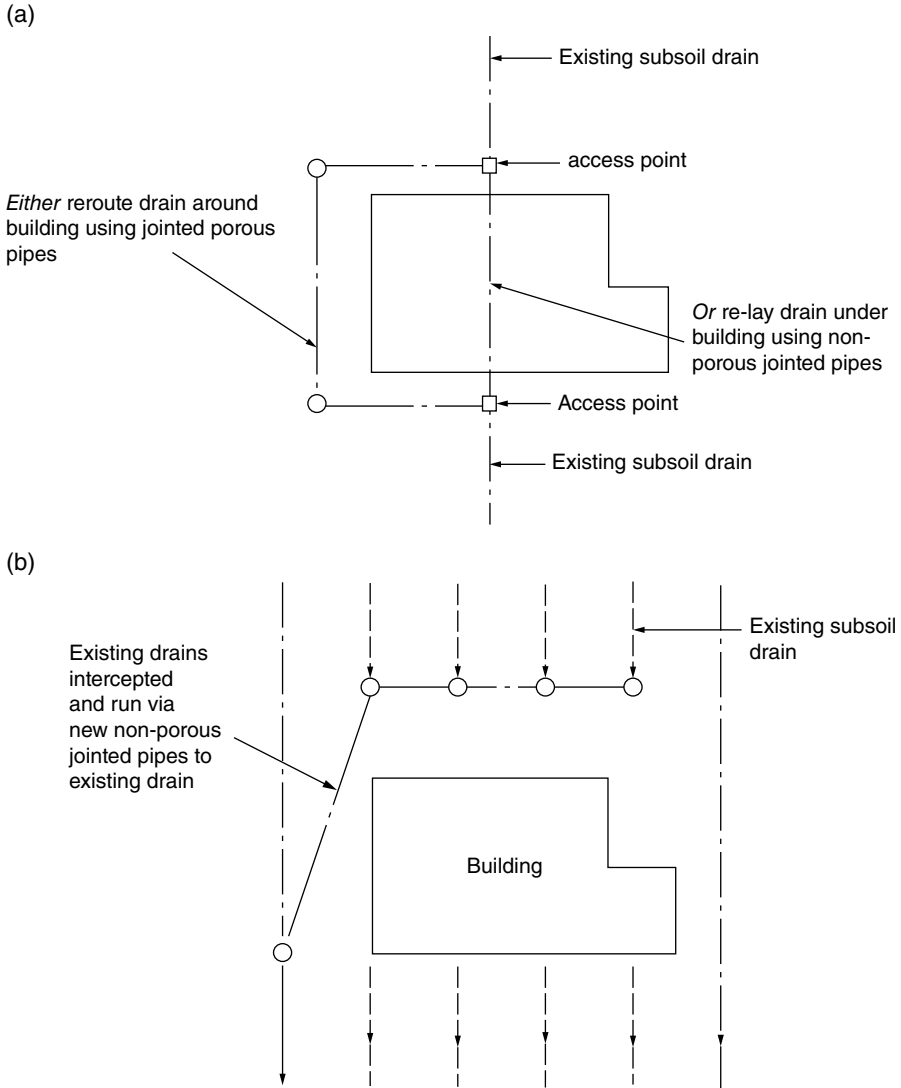 (a)
Existing subsoil drain
access point
Either reroute drain around
building using jointed porous
pipes
Or re-lay drain under
building using non-
porous jointed pipes
Access point
Existing subsoil drain
(b)
Existing subsoil
drain
Existing drains
intercepted
and run via
new non-porous
jointed pipes to
existing drain
Building